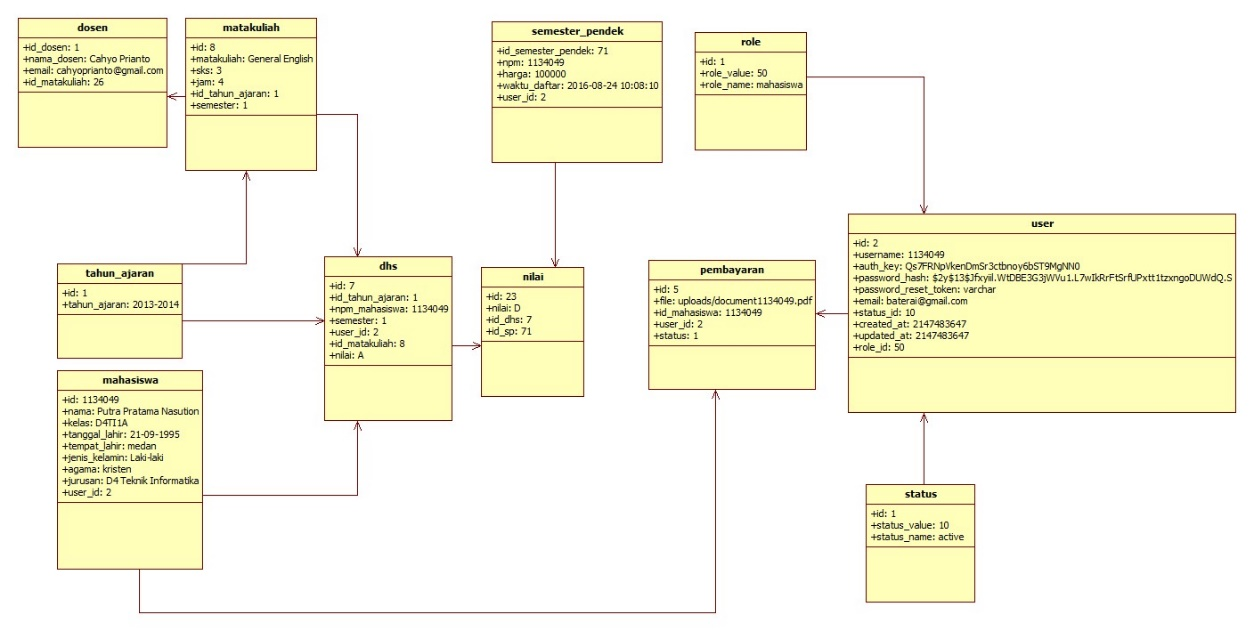 dosen
+id_dosen: 1
+nama_dosen: Cahyo Prianto
+email: cahyoprianto@gmail.com
+id_matakuliah: 26
matakuliah
+id: 8
+matakuliah: General English
+sks: 3
+jam: 4
+id_tahun_ajaran: 1
+semester: 1
semester_pendek
+id_semester_pendek: 71
+npm: 1134049
+harga: 100000
+waktu_daftar: 2016-08-24 10:08:10
+user_id: 2
role
+id: 1
+role_value: 50
+role_name: mahasiswa
user
+id: 2
+username: 1134049
+auth_key: Qs7FRNpVkenDmSr3ctbnoy6bST9MgNN0
+password_hash: $2y$13$Jfxyiil.WtDBE3G3jWVu1.L7wIkRrFtSrfUPxtt1tzxngoDUWdQ.S
+password_reset_token: varchar
+email: baterai@gmail.com
+status_id: 10
+created_at: 2147483647
+updated_at: 2147483647
+role_id: 50
tahun_ajaran
+id: 1
+tahun_ajaran: 2013-2014
dhs
+id: 7
+id_tahun_ajaran: 1
+npm_mahasiswa: 1134049
+semester: 1
+user_id: 2
+id_matakuliah: 8
+nilai: A
nilai
+id: 23
+nilai: D
+id_dhs: 7
+id_sp: 71
pembayaran
+id: 5
+file: uploads/document1134049.pdf
+id_mahasiswa: 1134049
+user_id: 2
+status: 1
mahasiswa
+id: 1134049
+nama: Putra Pratama Nasution
+kelas: D4TI1A
+tanggal_lahir: 21-09-1995
+tempat_lahir: medan
+jenis_kelamin: Laki-laki
+agama: kristen
+jurusan: D4 Teknik Informatika
+user_id: 2
status
+id: 1
+status_value: 10
+status_name: active